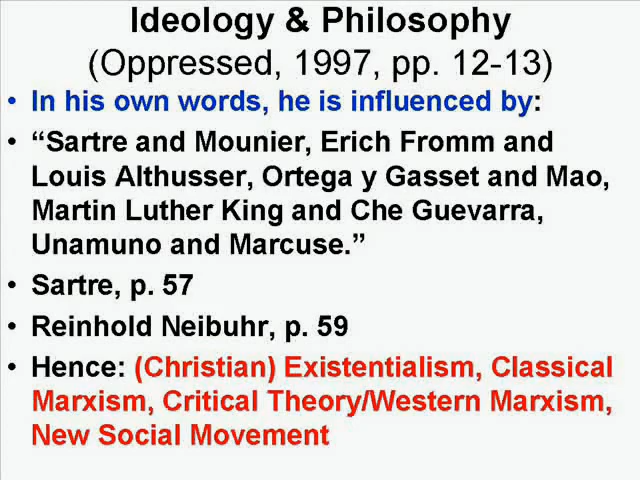 Ideology & Philosophy
(Oppressed, 1997, pp. 12-13)
• In his own words, he is influenced by:
• “Sartre and Mounier, Erich Fromm and
Louis Althusser, Ortega y Gasset and Mao,
Martin Luther King and Che Guevarra,
Unamuno and Marcuse.”
• Sartre, p. 57
• Reinhold Neibuhr, p. 59
• Hence: (Christian) Existentialism, Classical
Marxism, Critical Theory/Western Marxism,
New Social Movement